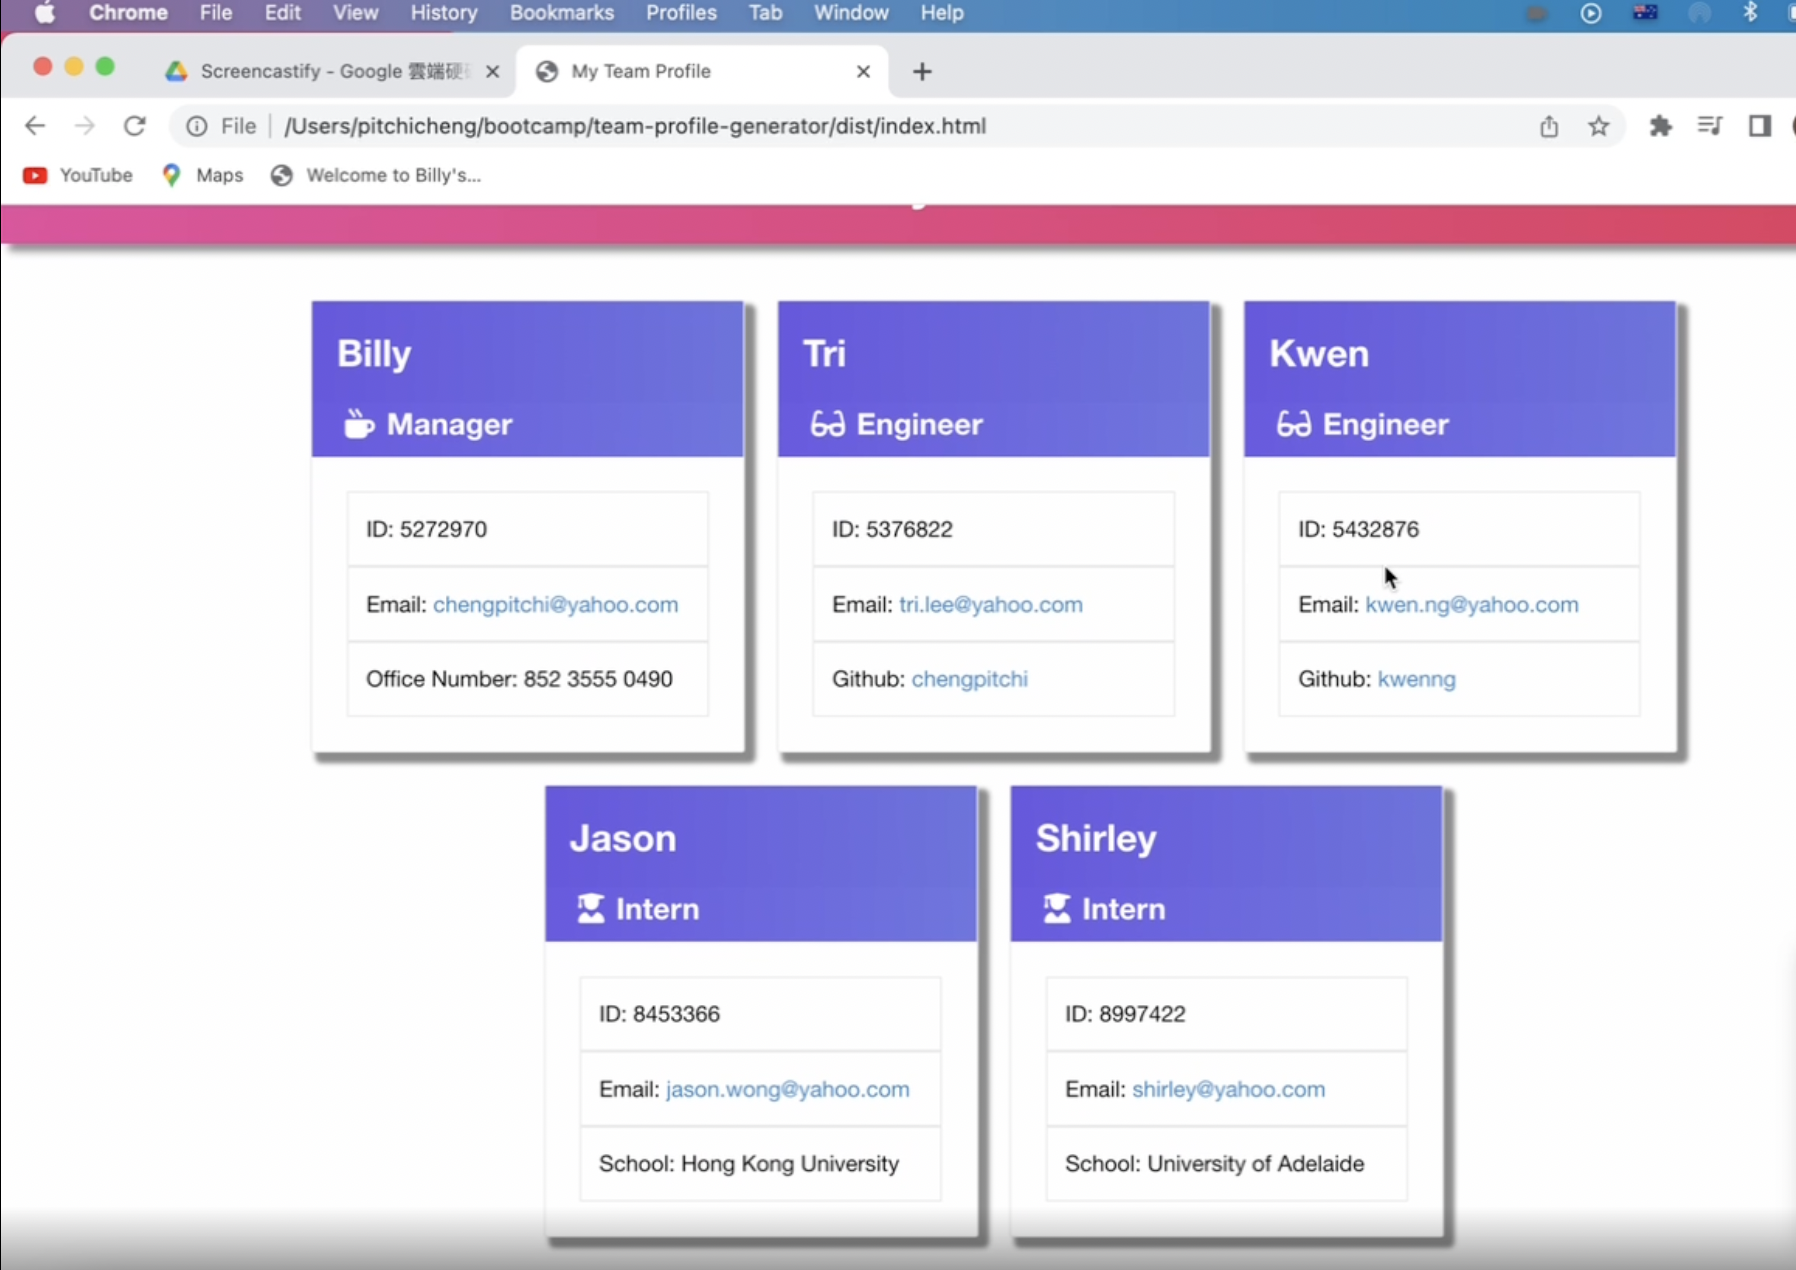 Chrome File Edit View History Bookmarks Profiles Tab Window Help
Screencastify - Google 雲端硬
My Team Profile
File /Users/pitchicheng/bootcamp/team-profile-generator/dist/index.html
YouTube Maps Welcome to Billy's...
Billy
Manager
ID: 5272970
Email: chengpitchi@yahoo.com
Office Number: 852 3555 0490
Tri
Engineer
ID: 5376822
Email: tri.lee@yahoo.com
Github: chengpitchi
Kwen
Engineer
ID: 5432876
Email: kwen.ng@yahoo.com
Github: kwenng
Jason
Intern
ID: 8453366
Email: jason.wong@yahoo.com
School: Hong Kong University
Shirley
Intern
ID: 8997422
Email: shirley@yahoo.com
School: University of Adelaide